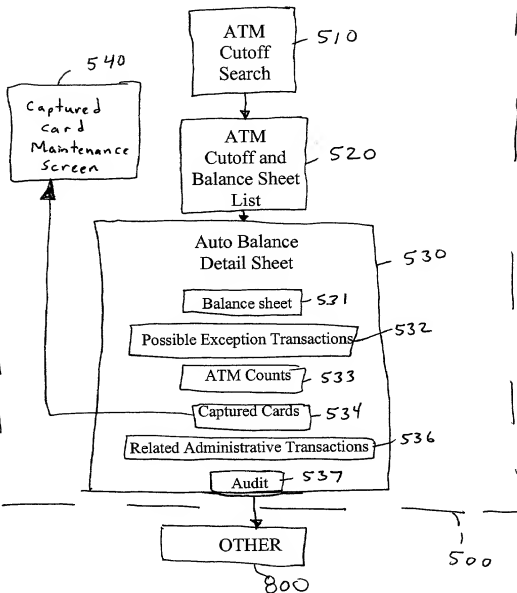 ATM
Cutoff
Search
510
540
Captured
Card
Maintenance
Screen
ATM
Cutoff and
Balance Sheet
List
520
Auto Balance
Detail Sheet
530
Balance sheet
531
Possible Exception Transactions
532
ATM Counts
533
Captured Cards
534
Related Administrative Transactions
536
Audit
537
OTHER
500
800